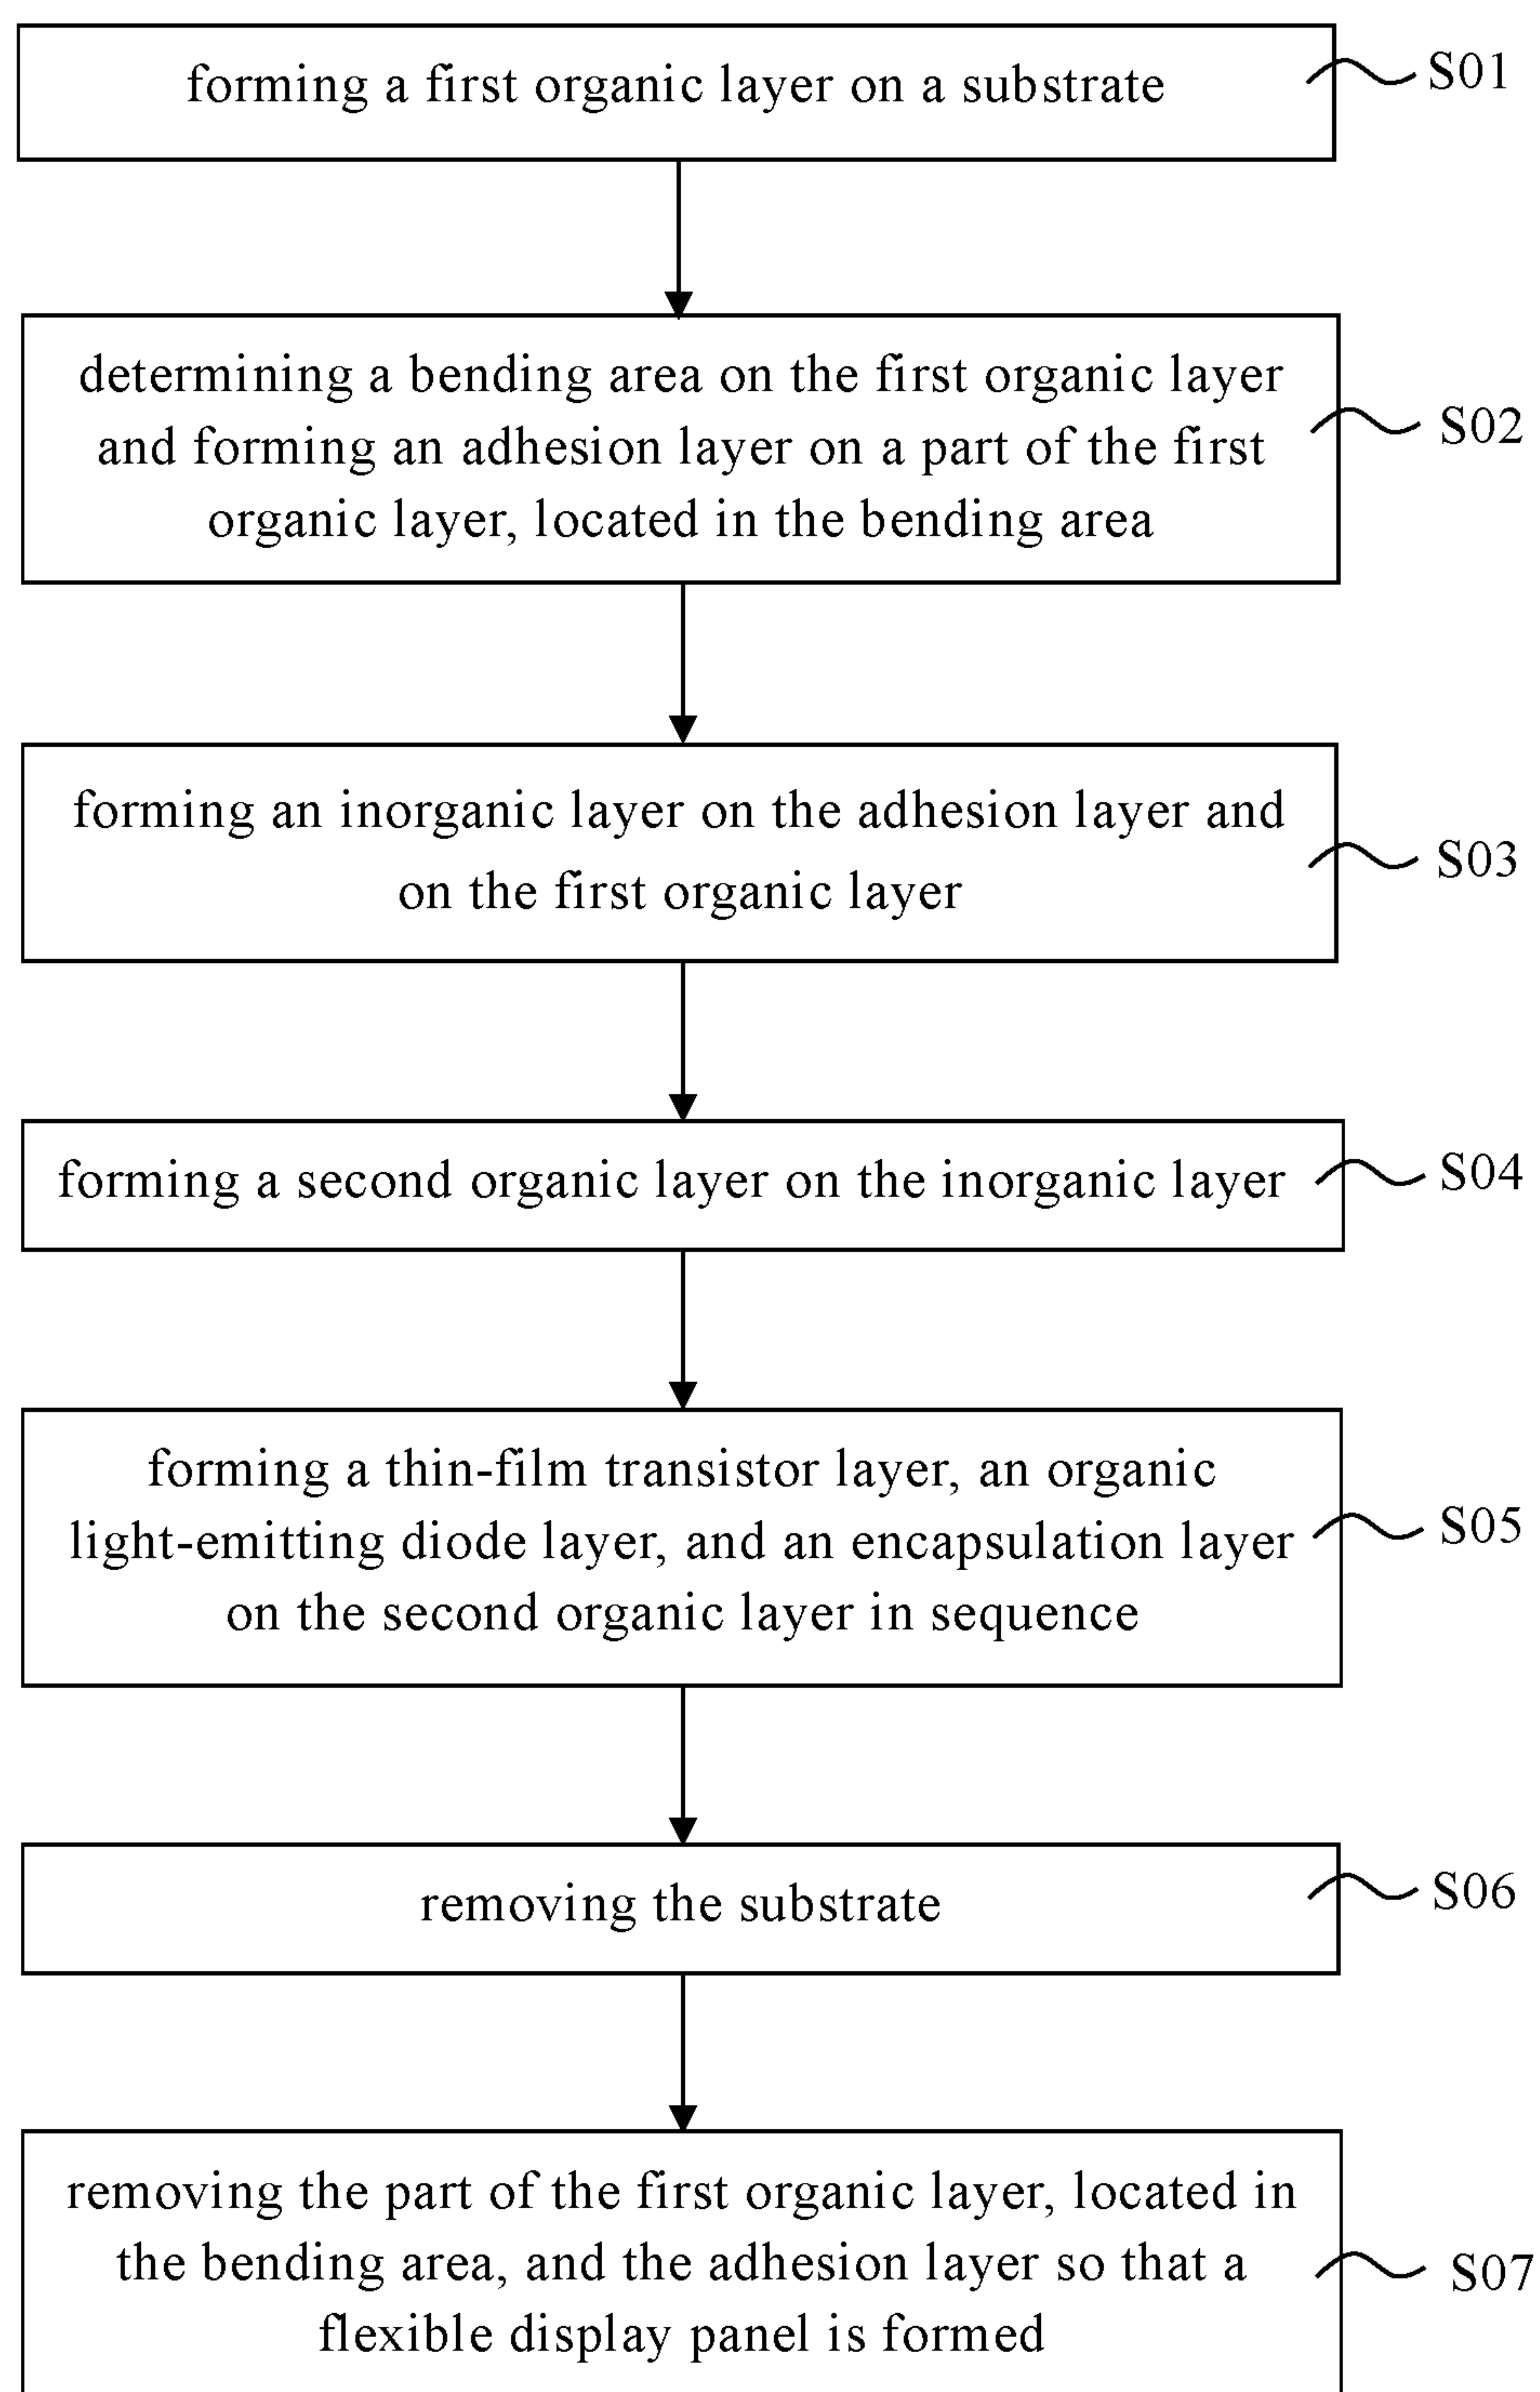 forming a first organic layer on a substrate
S01
determining a bending area on the first organic layer
and forming an adhesion layer on a part of the first
organic layer, located in the bending area
S02
forming an inorganic layer on the adhesion layer and
on the first organic layer
S03
forming a second organic layer on the inorganic layer
S04
forming a thin-film transistor layer, an organic
light-emitting diode layer, and an encapsulation layer
on the second organic layer in sequence
S05
removing the substrate
S06
removing the part of the first organic layer, located in
the bending area, and the adhesion layer so that a
flexible display panel is formed
S07